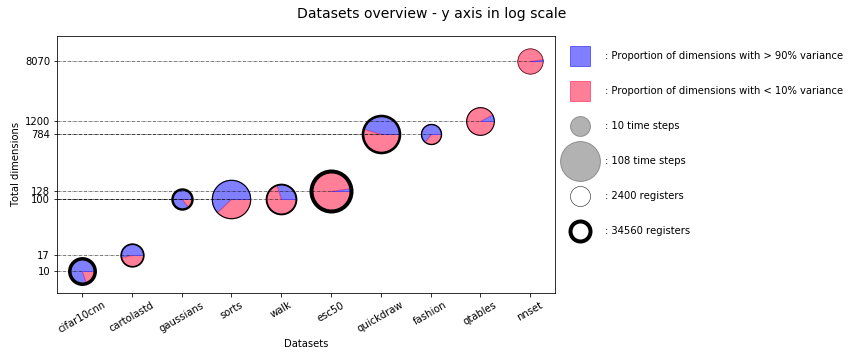 Datasets overview - y axis in log scale
8070
1200
784
128
100
17
10
Total dimensions
cifar10cnn
cartolastd
gaussians
sorts
walk
esc50
quickdraw
fashion
qtables
nnset
Datasets
: Proportion of dimensions with > 90% variance
: Proportion of dimensions with < 10% variance
: 10 time steps
: 108 time steps
: 2400 registers
: 34560 registers